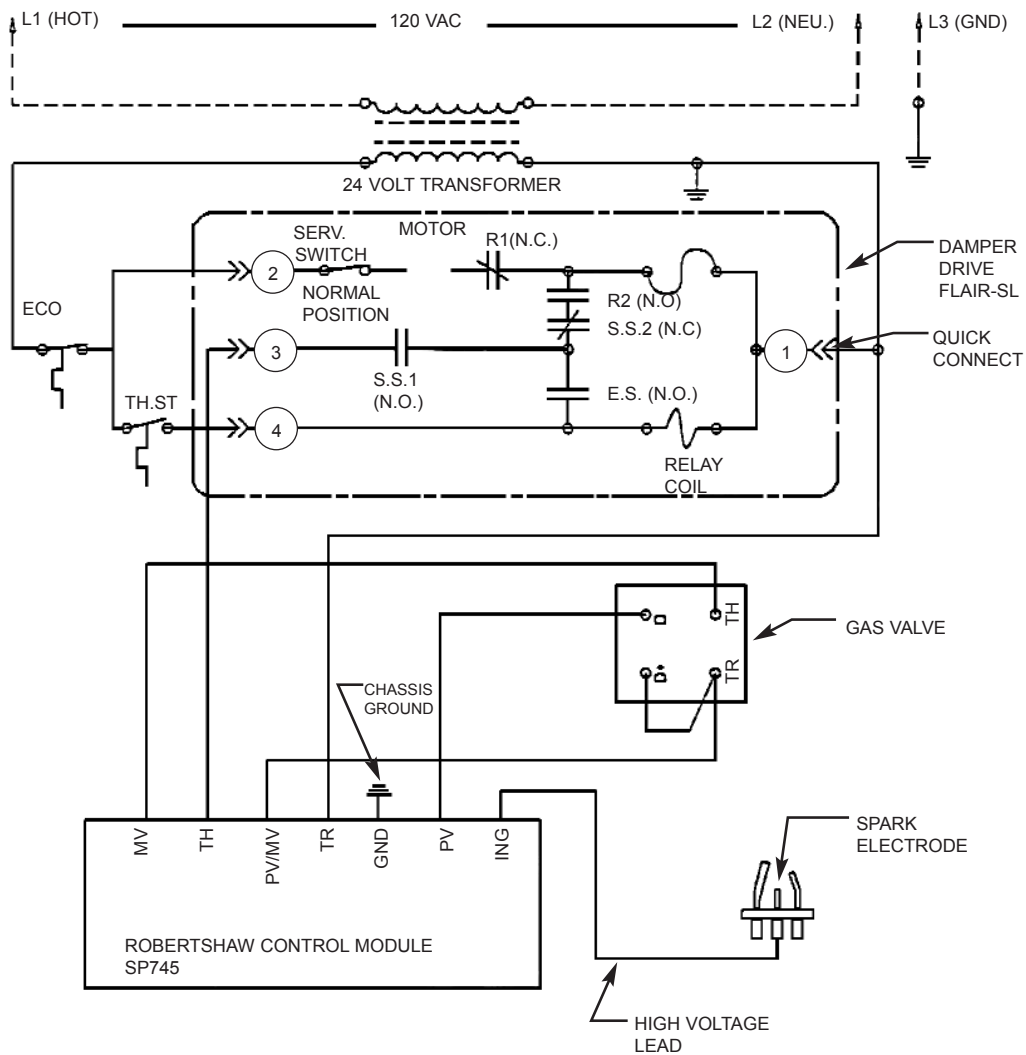 L1 (HOT)
120 VAC
L2 (NEU.)
L3 (GND)
24 VOLT TRANSFORMER
MOTOR
SERV.
SWITCH
R1(N.C.)
DAMPER
DRIVE
FLAIR-SL
2
NORMAL
POSITION
R2 (N.O)
ECO
S.S.2 (N.C)
QUICK
CONNECT
3
1
S.S.1
(N.O.)
E.S. (N.O.)
TH.ST
4
RELAY
COIL
TH
GAS VALVE
TR
CHASSIS
GROUND
MV
TH
PV/MV
TR
GND
PV
ING
SPARK
ELECTRODE
ROBERTSHAW CONTROL MODULE
SP745
HIGH VOLTAGE
LEAD